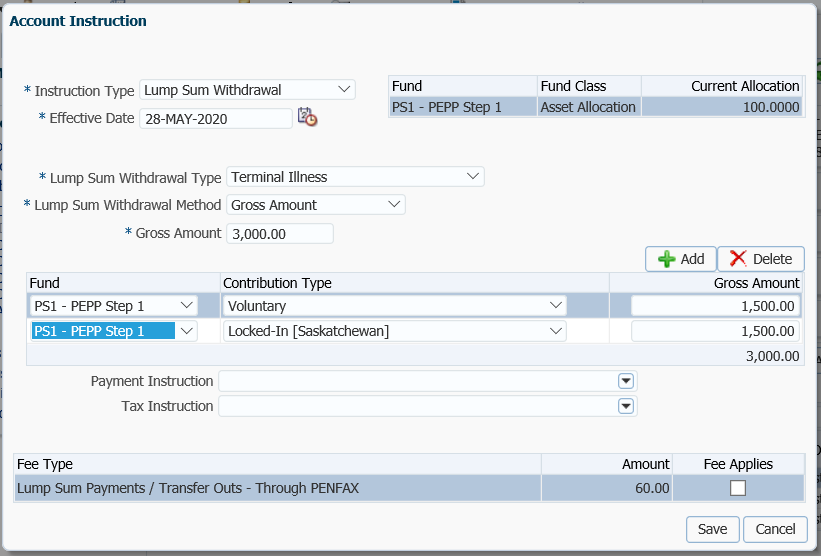 Account Instruction
* Instruction Type Lump Sum Withdrawal
Fund Fund Class Current Allocation
PS1 - PEPP Step 1 Asset Allocation 100.0000
* Effective Date 28-MAY-2020
* Lump Sum Withdrawal Type Terminal Illness
* Lump Sum Withdrawal Method Gross Amount
* Gross Amount 3,000.00
Add Delete
Fund Contribution Type Gross Amount
PS1 - PEPP Step 1 Voluntary 1,500.00
PS1 - PEPP Step 1 Locked-In [Saskatchewan] 1,500.00
3,000.00
Payment Instruction
Tax Instruction
Fee Type Amount Fee Applies
Lump Sum Payments / Transfer Outs - Through PENFAX 60.00
Save Cancel